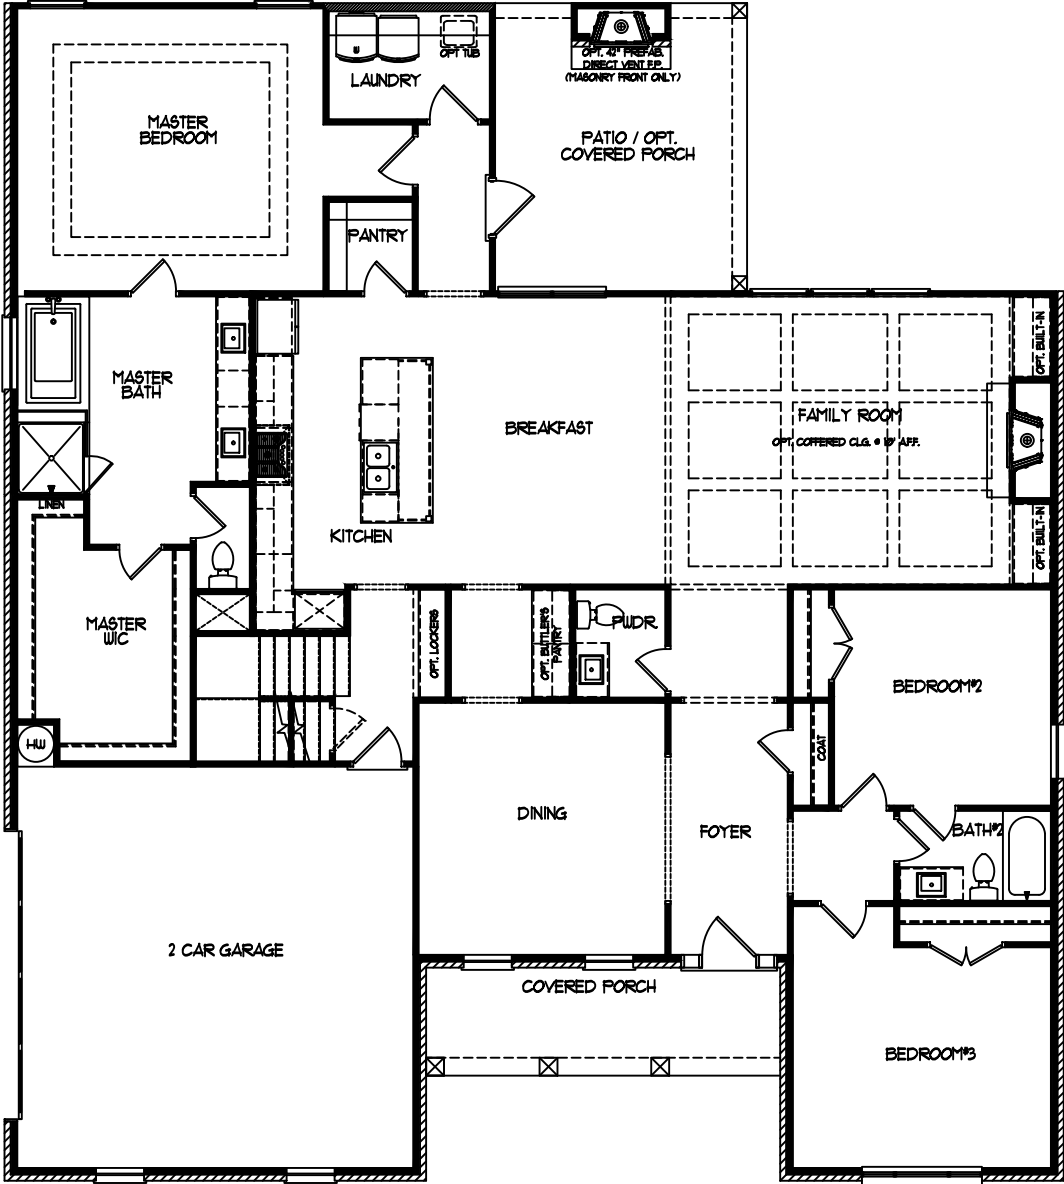 OPT TUB
LAUNDRY
OPT. 42" PREFAB.
DIRECT VENT F.P.
(MASONRY FRONT ONLY)
MASTER
BEDROOM
PATIO / OPT.
COVERED PORCH
PANTRY
OPT. BUILT-IN
MASTER
BATH
BREAKFAST
FAMILY ROOM
OPT. COFFERED CLG. @ 10' A.F.F.
LINEN
KITCHEN
OPT. BUILT-IN
MASTER
WIC
OPT. LOCKERS
OPT. BUTLER'S
PANTRY
PWDR.
BEDROOM#2
HW
COAT
DINING
FOYER
BATH#2
2 CAR GARAGE
COVERED PORCH
BEDROOM#3